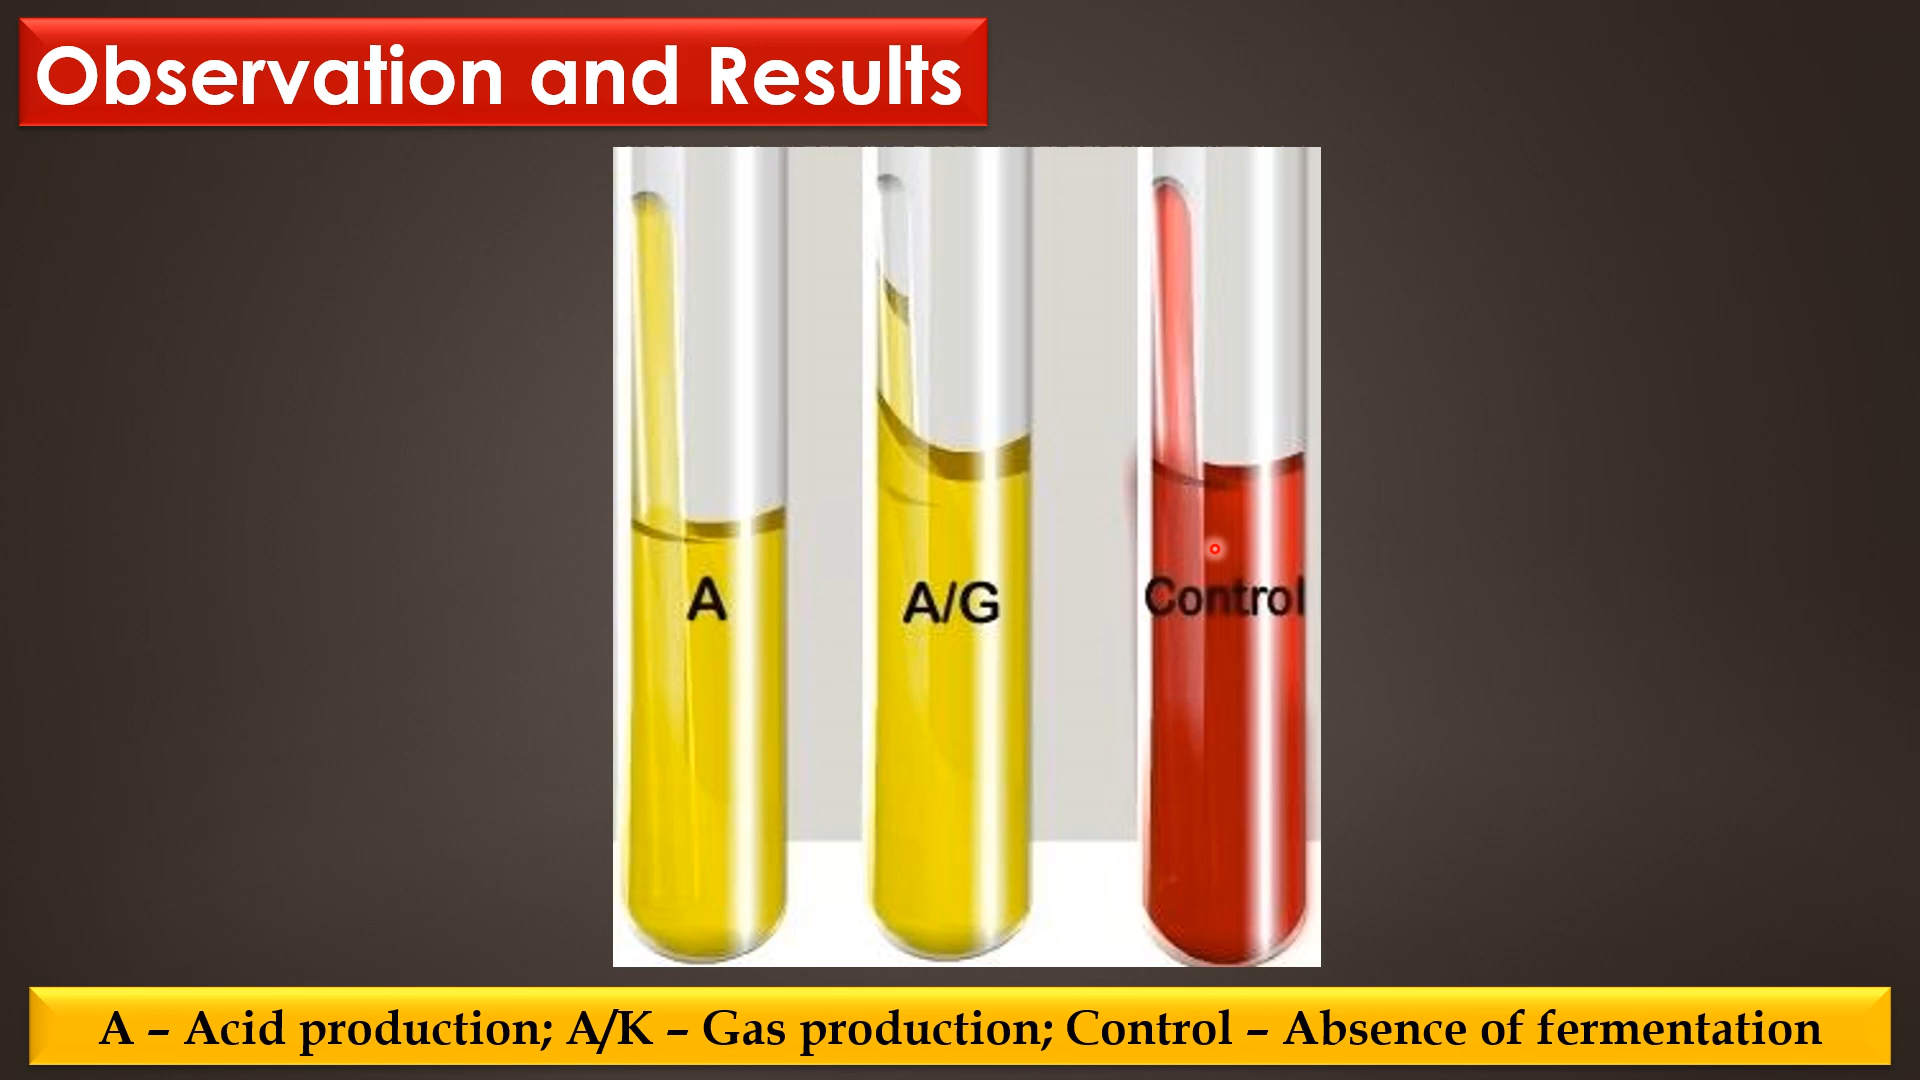 Observation and Results
A
A/G
Control
A – Acid production; A/K – Gas production; Control – Absence of fermentation